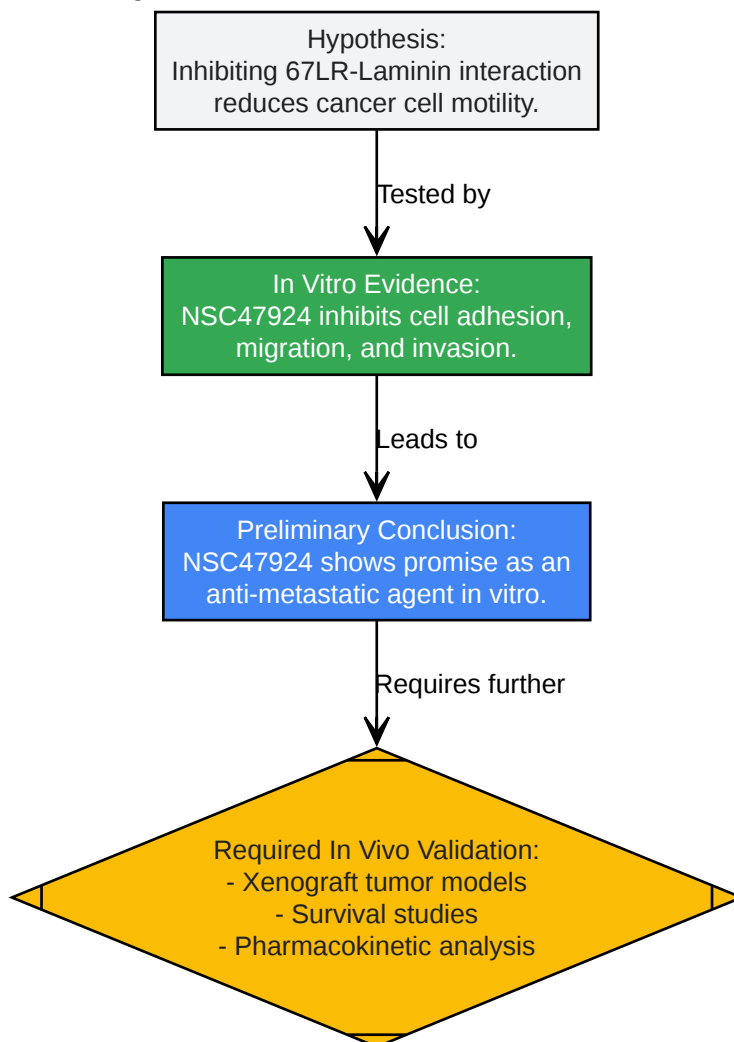 Hypothesis:
Inhibiting 67LR-Laminin interaction
reduces cancer cell motility.
Tested by
In Vitro Evidence:
NSC47924 inhibits cell adhesion,
migration, and invasion.
Leads to
Preliminary Conclusion:
NSC47924 shows promise as an
anti-metastatic agent in vitro.
Requires further
Required In Vivo Validation:
- Xenograft tumor models
- Survival studies
- Pharmacokinetic analysis